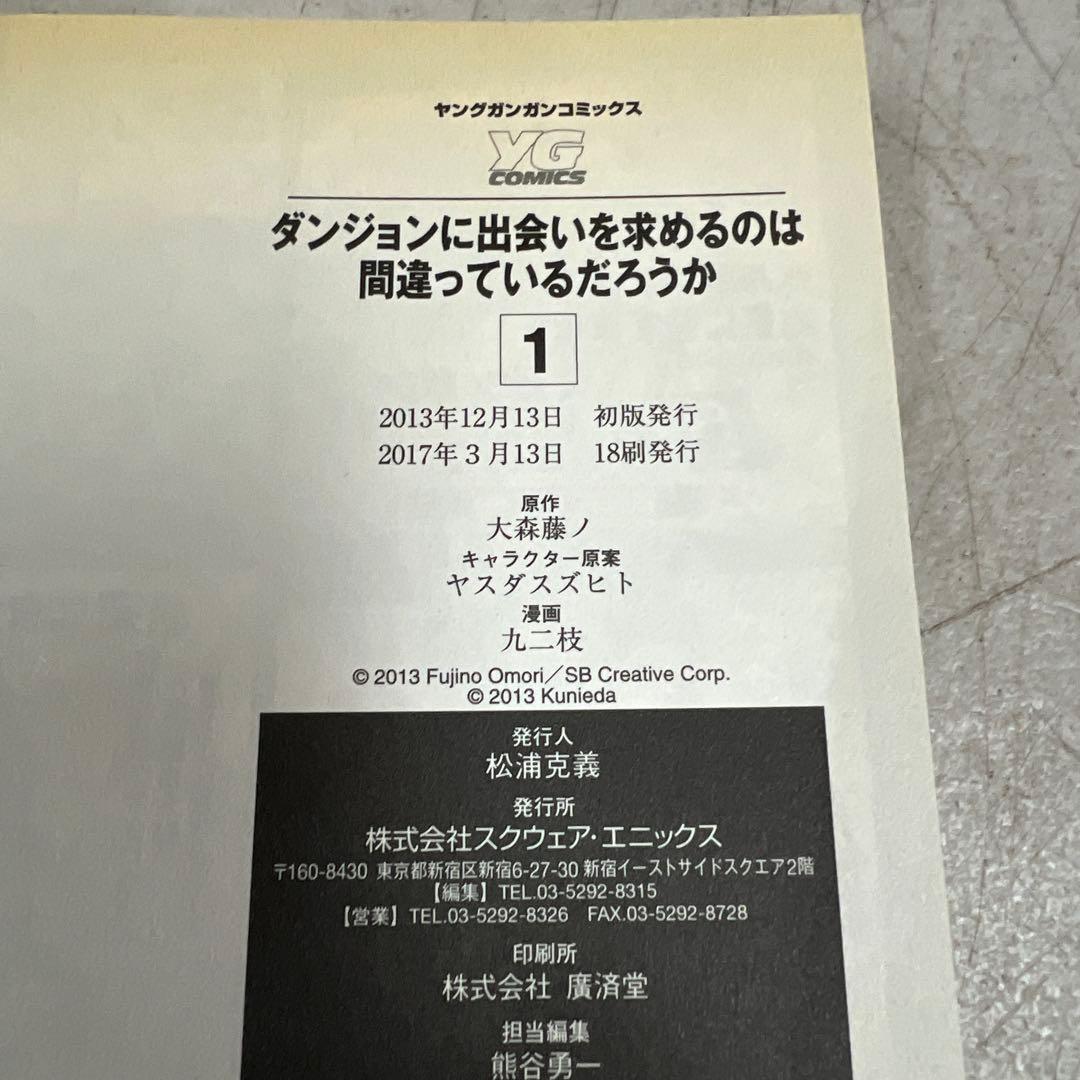 ヤングガンガンコミックス
YG
COMICS
ダンジョンに出会いを求めるのは
間違っているだろうか
1
2013年12月13日 初版発行
2017年3月13日 18刷発行
原作
大森藤ノ
キャラクター原案
ヤスダスズヒト
漫画
九二枝
© 2013 Fujino Omori／SB Creative Corp.
© 2013 Kunieda
発行人
松浦克義
発行所
株式会社スクウェア・エニックス
〒160-8430 東京都新宿区新宿6-27-30 新宿イーストサイドスクエア2階
【編集】TEL.03-5292-8315
【営業】TEL.03-5292-8326 FAX.03-5292-8728
印刷所
株式会社 廣済堂
担当編集
熊谷勇一